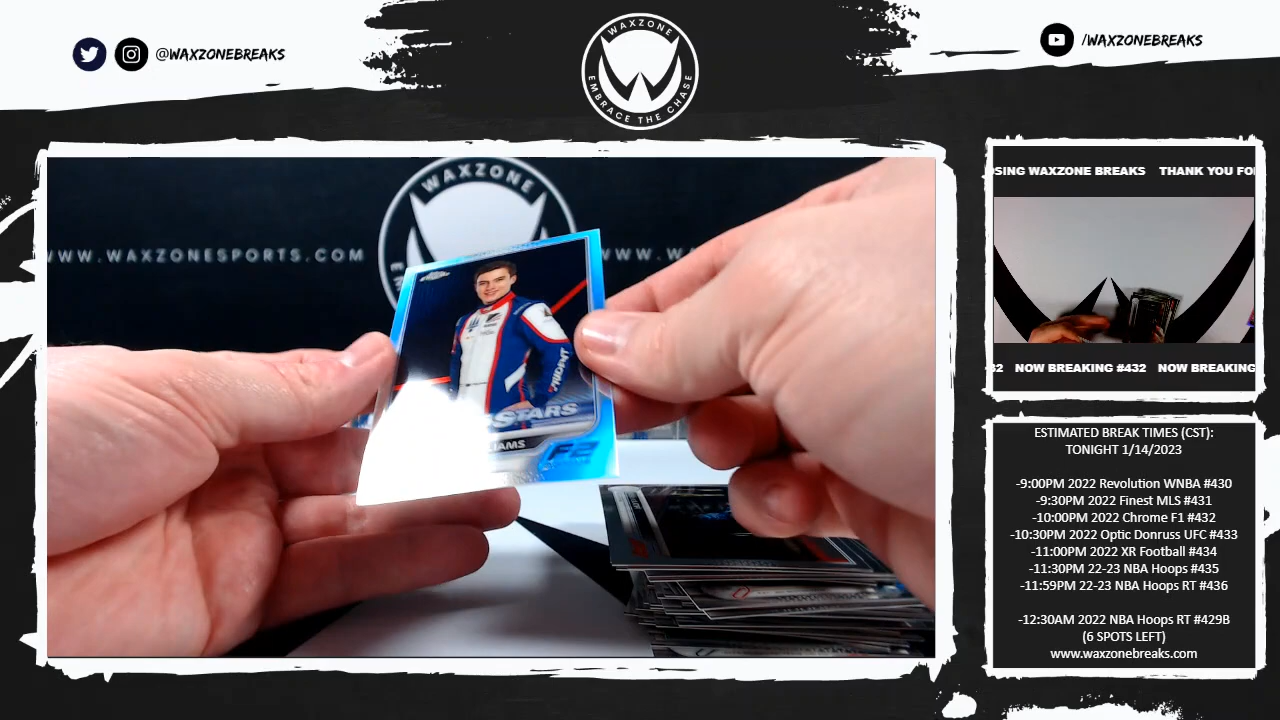 @WAXZONEBREAKS
WAXZONE
EMBRACE THE CHASE
/WAXZONEBREAKS
WAXZONE
WWW.WAXZONESPORTS.COM
WWW.WA
TRIDENT
STARS
IAMS
F2
SING WAXZONE BREAKS THANK YOU FO
32 NOW BREAKING #432 NOW BREAKING
ESTIMATED BREAK TIMES (CST):
TONIGHT 1/14/2023
-9:00PM 2022 Revolution WNBA #430
-9:30PM 2022 Finest MLS #431
-10:00PM 2022 Chrome F1 #432
-10:30PM 2022 Optic Donruss UFC #433
-11:00PM 2022 XR Football #434
-11:30PM 22-23 NBA Hoops #435
-11:59PM 22-23 NBA Hoops RT #436
-12:30AM 2022 NBA Hoops RT #429B
(6 SPOTS LEFT)
www.waxzonebreaks.com